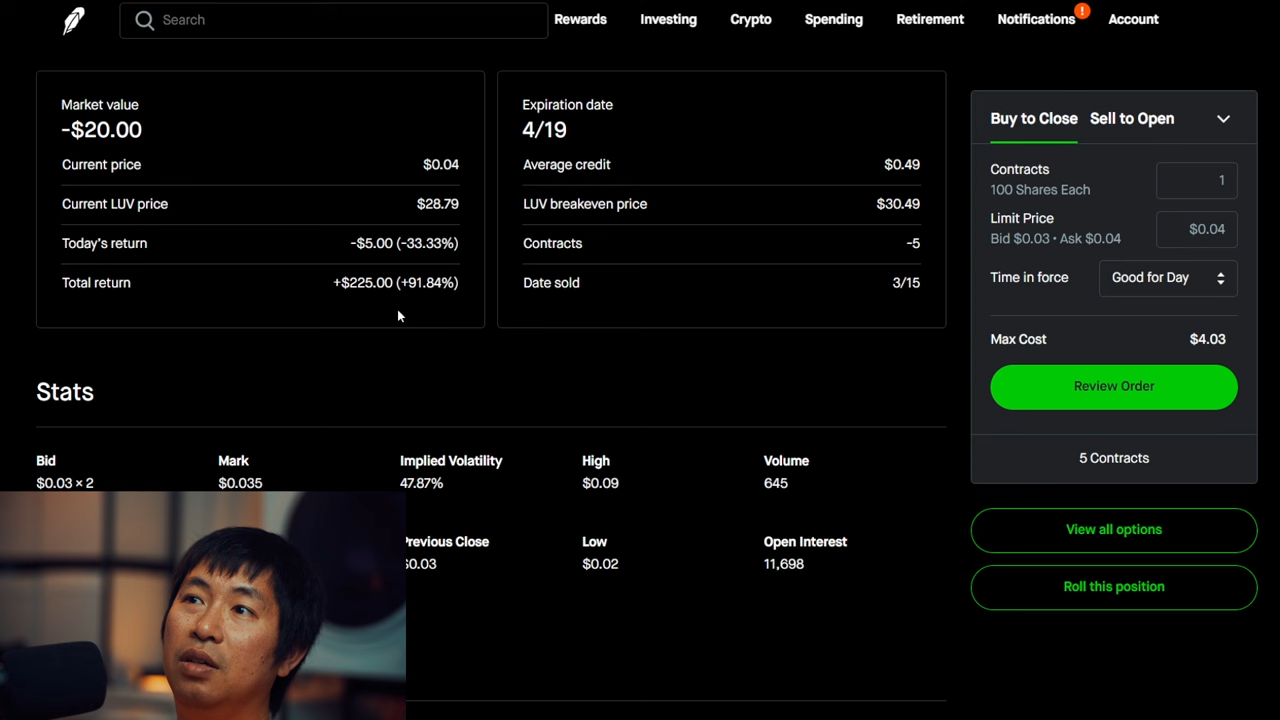 Search
Rewards
Investing
Crypto
Spending
Retirement
Notifications
!
Account
Market value
-$20.00
Current price $0.04
Current LUV price $28.79
Today's return -$5.00 (-33.33%)
Total return +$225.00 (+91.84%)
Expiration date
4/19
Average credit $0.49
LUV breakeven price $30.49
Contracts -5
Date sold 3/15
Buy to Close Sell to Open
Contracts
100 Shares Each
1
Limit Price
Bid $0.03 • Ask $0.04
$0.04
Time in force Good for Day
Max Cost $4.03
Review Order
5 Contracts
View all options
Roll this position
Stats
Bid
$0.03 × 2
Mark
$0.035
Implied Volatility
47.87%
High
$0.09
Volume
645
Previous Close
$0.03
Low
$0.02
Open Interest
11,698